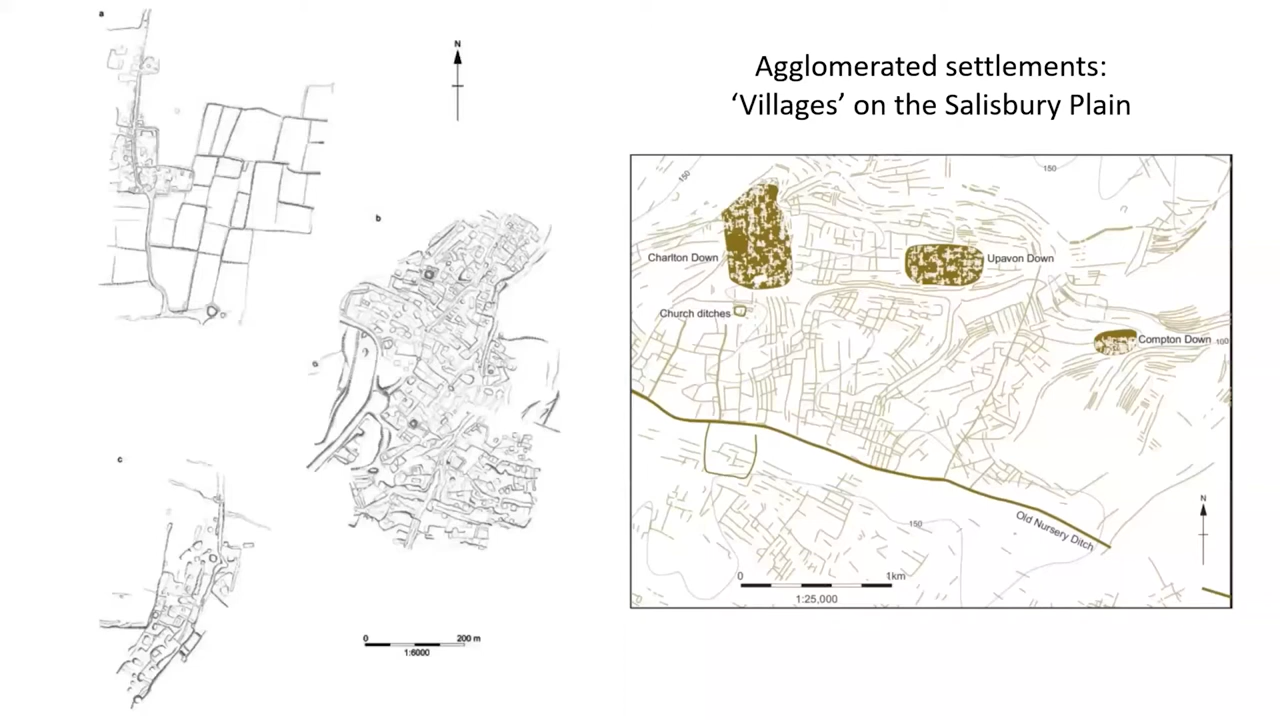 Agglomerated settlements:
‘Villages’ on the Salisbury Plain
a
N
b
c
0 200 m
1:6000
150
150
Charlton Down
Upavon Down
Church ditches
Compton Down
100
Old Nursery Ditch
150
N
0 1km
1:25,000